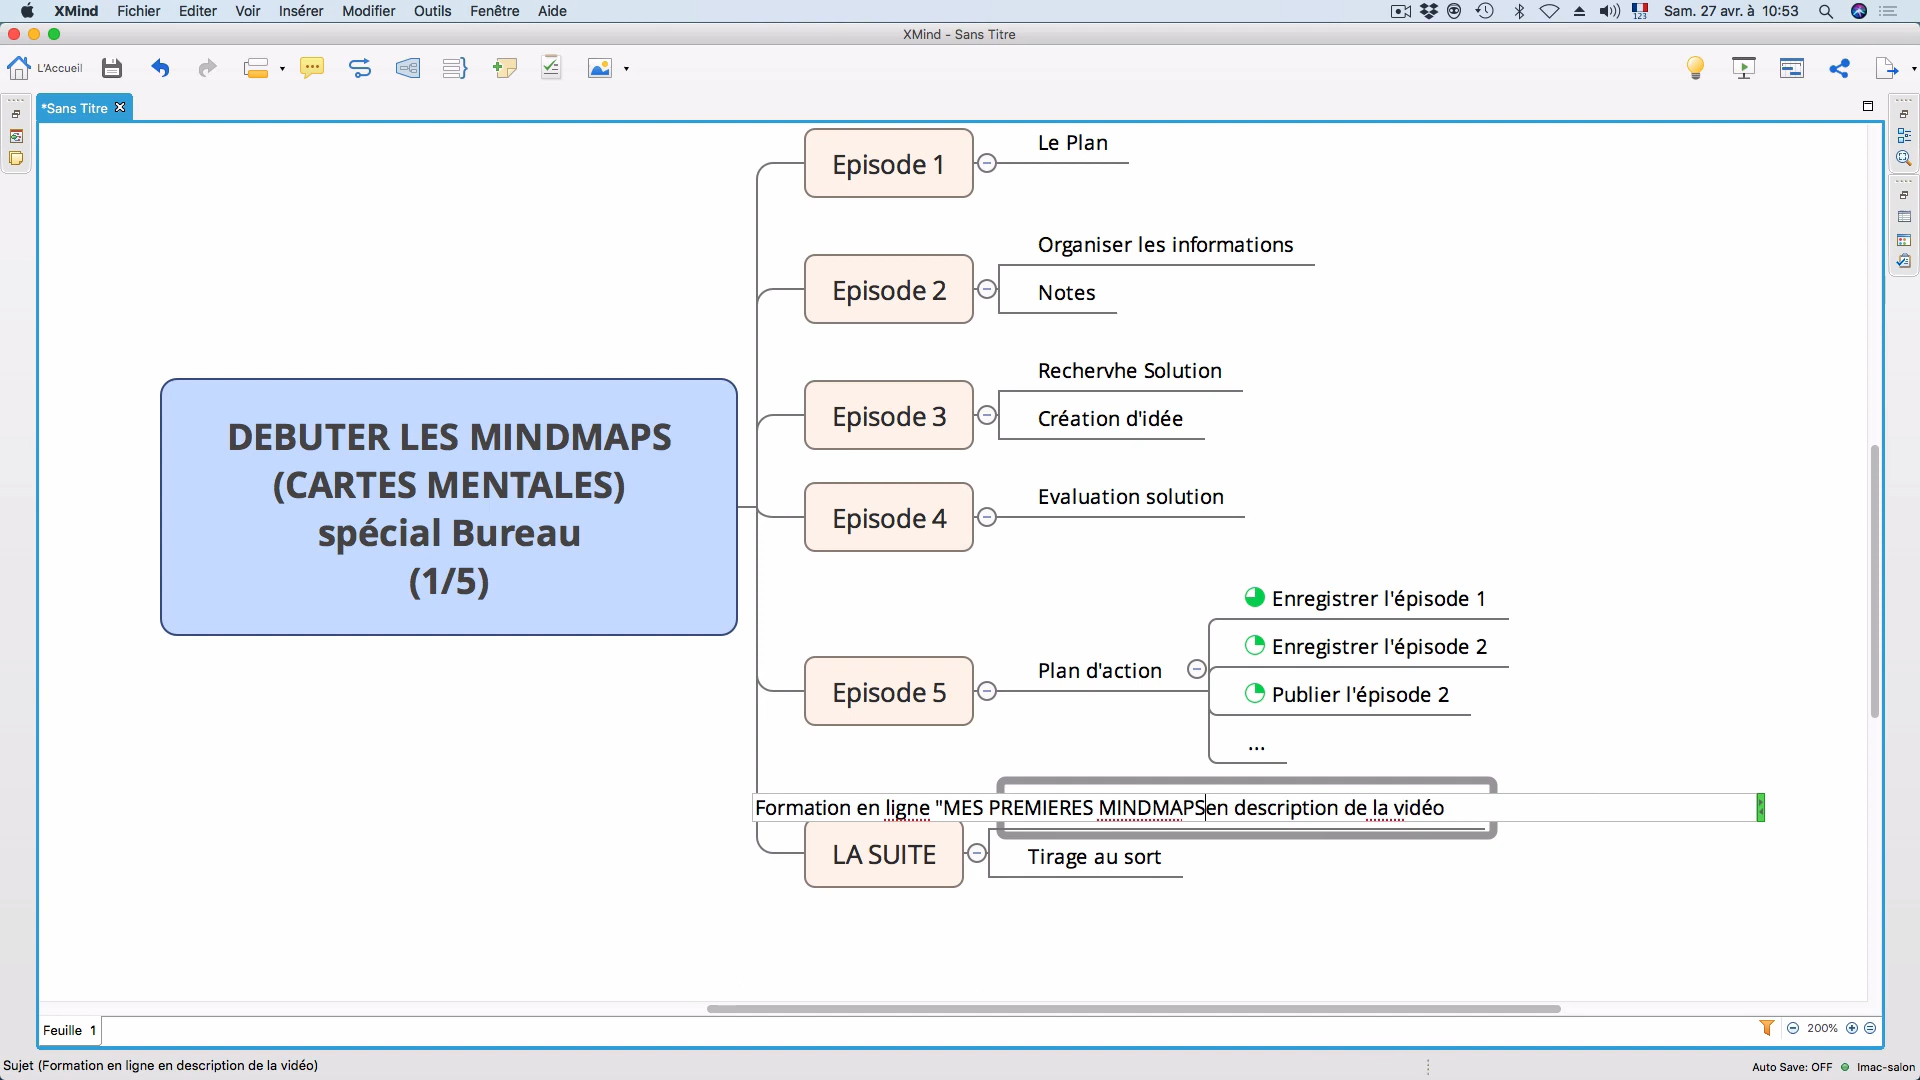 XMind Fichier Editer Voir Insérer Modifier Outils Fenêtre Aide
123 Sam. 27 avr. à 10:53
XMind - Sans Titre
L'Accueil
*Sans Titre
Episode 1
Le Plan
Organiser les informations
Episode 2
Notes
Rechervhe Solution
Episode 3
Création d'idée
DEBUTER LES MINDMAPS
(CARTES MENTALES)
spécial Bureau
(1/5)
Evaluation solution
Episode 4
Enregistrer l'épisode 1
Enregistrer l'épisode 2
Plan d'action
Episode 5
Publier l'épisode 2
...
Formation en ligne "MES PREMIERES MINDMAPSen description de la vidéo
LA SUITE
Tirage au sort
Feuille 1
200%
Sujet (Formation en ligne en description de la vidéo)
Auto Save: OFF
Imac-salon